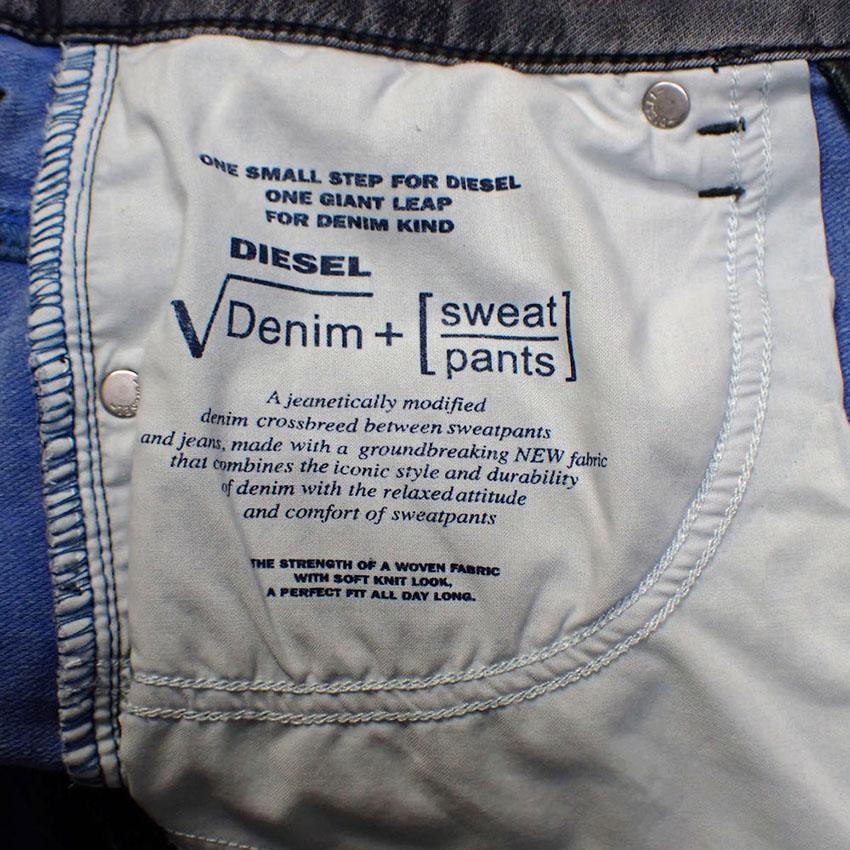 ONE SMALL STEP FOR DIESEL
ONE GIANT LEAP
FOR DENIM KIND
DIESEL
√Denim + [sweat/pants]
A jeanetically modified
denim crossbreed between sweatpants
and jeans, made with a groundbreaking NEW fabric
that combines the iconic style and durability
of denim with the relaxed attitude
and comfort of sweatpants
THE STRENGTH OF A WOVEN FABRIC
WITH SOFT KNIT LOOK,
A PERFECT FIT ALL DAY LONG.